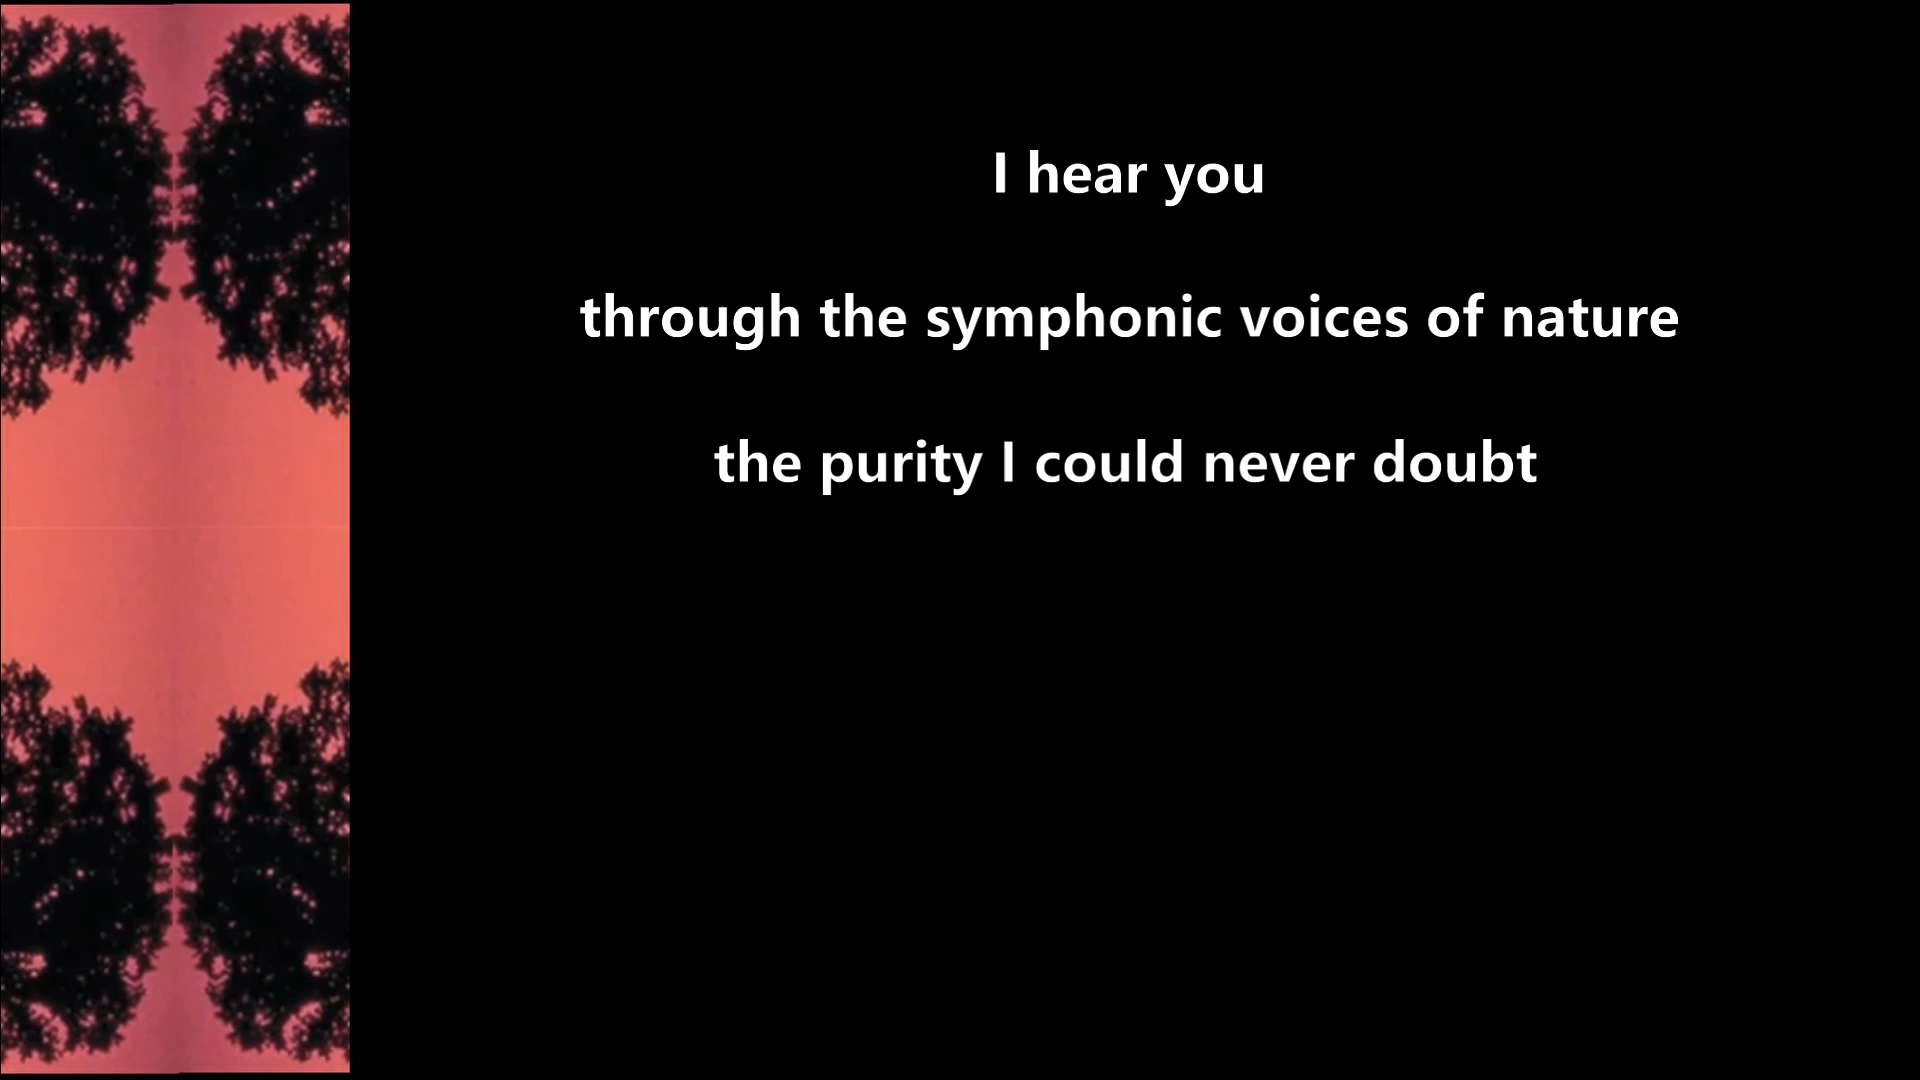 I hear you
through the symphonic voices of nature
the purity I could never doubt